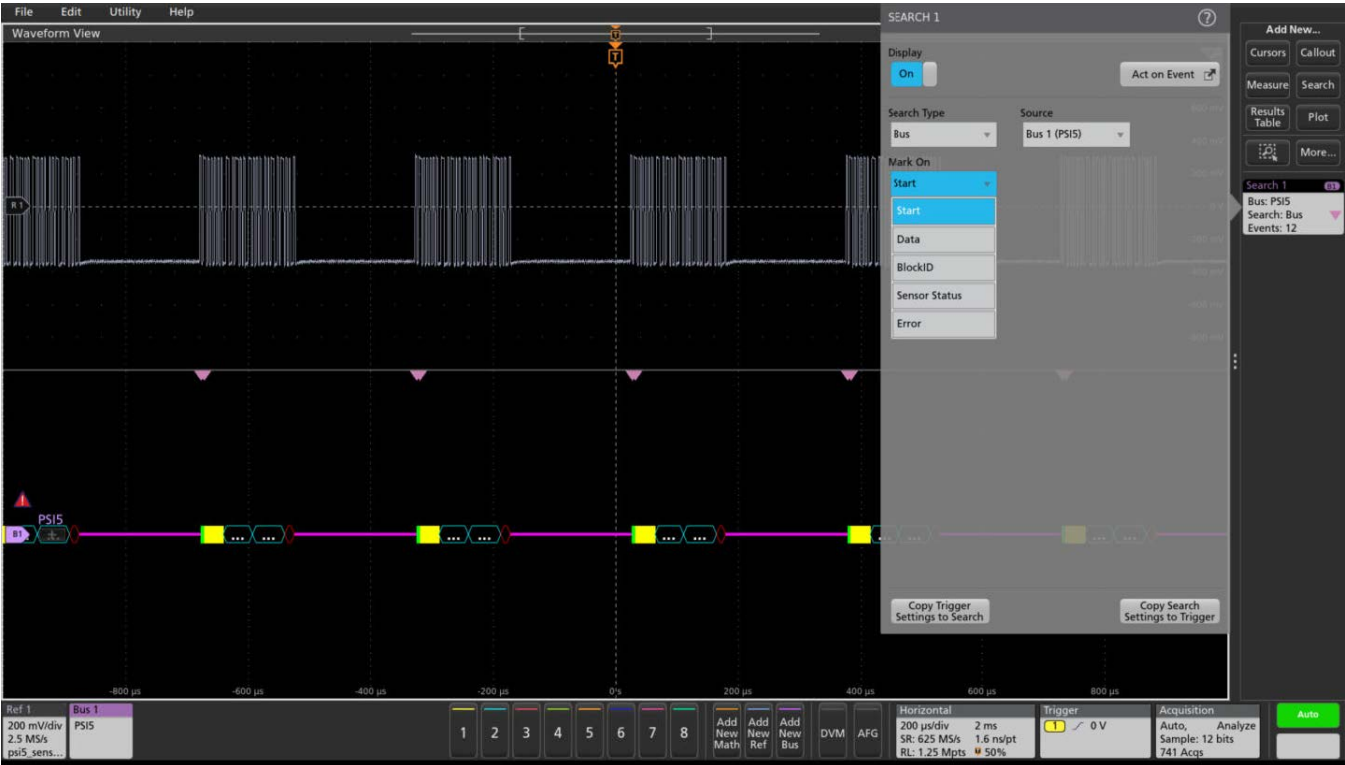 File Edit Utility Help
Waveform View
T
T
SEARCH 1
?
Display
On
Act on Event
Search Type Source
Bus Bus 1 (PSI5)
Mark On
Start
Start
Data
BlockID
Sensor Status
Error
Copy Trigger
Settings to Search
Copy Search
Settings to Trigger
Add New...
Cursors Callout
Measure Search
Results
Table
Plot
More...
Search 1 B1
Bus: PSI5
Search: Bus
Events: 12
R 1
PSI5
B1
... ...
... ...
... ...
-800 µs -600 µs -400 µs -200 µs 0 s 200 µs 400 µs 600 µs 800 µs
Ref 1
200 mV/div
2.5 MS/s
psi5_sens...
Bus 1
PSI5
1 2 3 4 5 6 7 8
Add
New
Math
Add
New
Ref
Add
New
Bus
DVM AFG
Horizontal
200 µs/div 2 ms
SR: 625 MS/s 1.6 ns/pt
RL: 1.25 Mpts 50%
Trigger
1 0 V
Acquisition
Auto, Analyze
Sample: 12 bits
741 Acqs
Auto